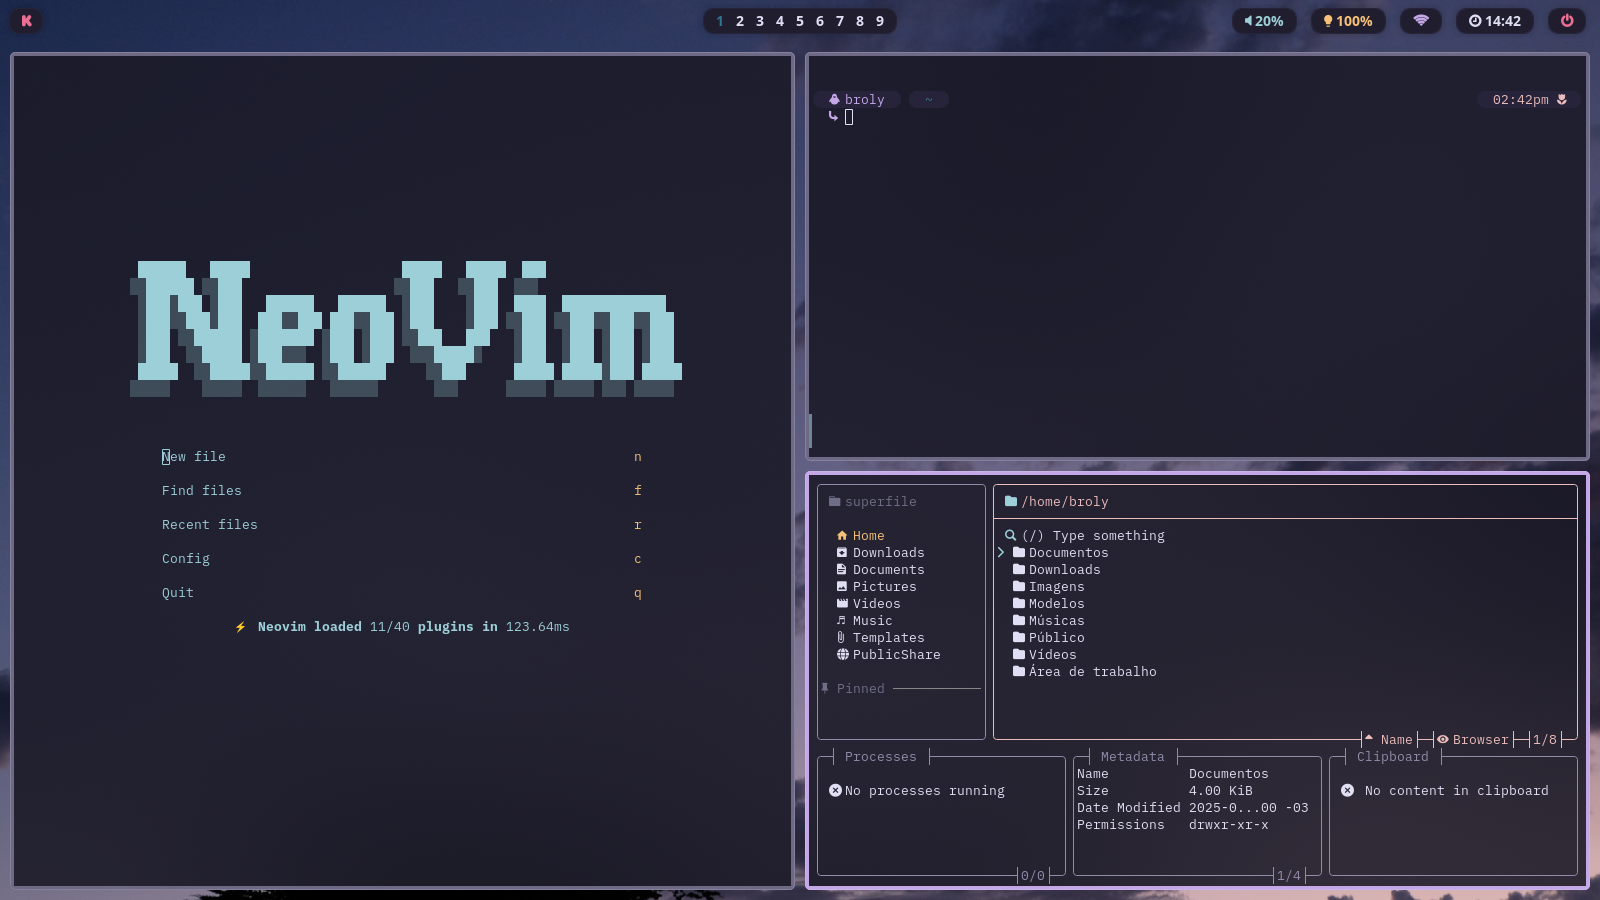 K
1 2 3 4 5 6 7 8 9
20%
100%
14:42
NeoVim
New file n
Find files f
Recent files r
Config c
Quit q
⚡ Neovim loaded 11/40 plugins in 123.64ms
broly ~ 02:42pm
superfile
Home
Downloads
Documents
Pictures
Videos
Music
Templates
PublicShare
Pinned
/home/broly
(/) Type something
Documentos
Downloads
Imagens
Modelos
Músicas
Público
Vídeos
Área de trabalho
Name Browser 1/8
Processes
No processes running
0/0
Metadata
Name Documentos
Size 4.00 KiB
Date Modified 2025-0...00 -03
Permissions drwxr-xr-x
1/4
Clipboard
No content in clipboard